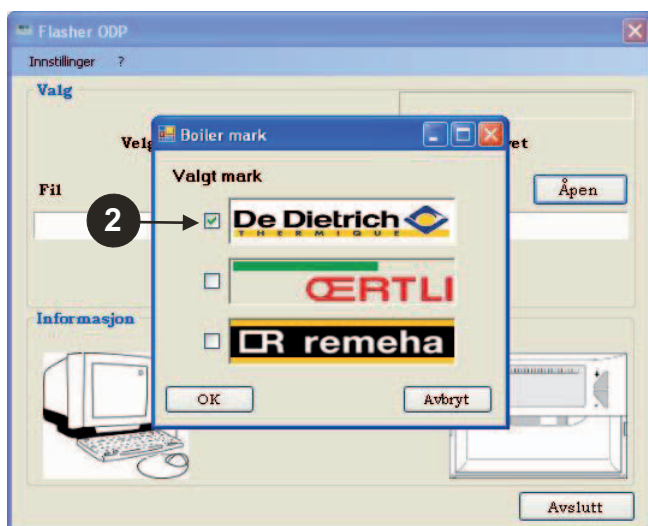 Flasher ODP
Innstillinger ?
Valg
Velg
Boiler mark
Valgt mark
Fil
Åpen
2
De Dietrich
THERMIQUE
ŒRTLI
Informasjon
remeha
OK
Avbryt
Avslutt